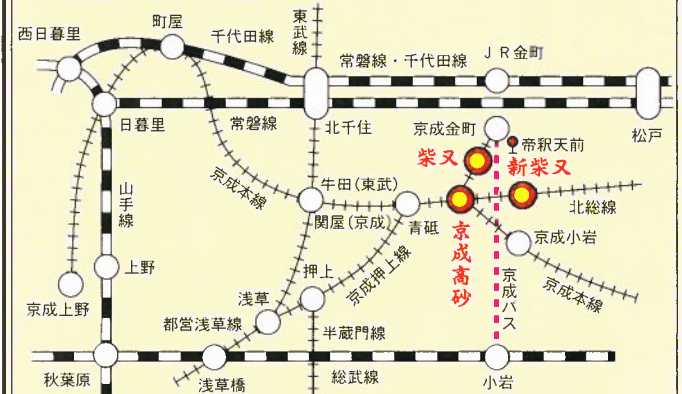 西日暮里
町屋
千代田線
東武線
常磐線・千代田線
ＪＲ金町
日暮里
常磐線
北千住
京成金町
松戸
帝釈天前
柴又
新柴又
山手線
京成本線
牛田(東武)
関屋(京成)
青砥
北総線
京成高砂
京成小岩
上野
押上
京成押上線
京成バス
京成本線
京成上野
浅草
都営浅草線
半蔵門線
秋葉原
浅草橋
総武線
小岩